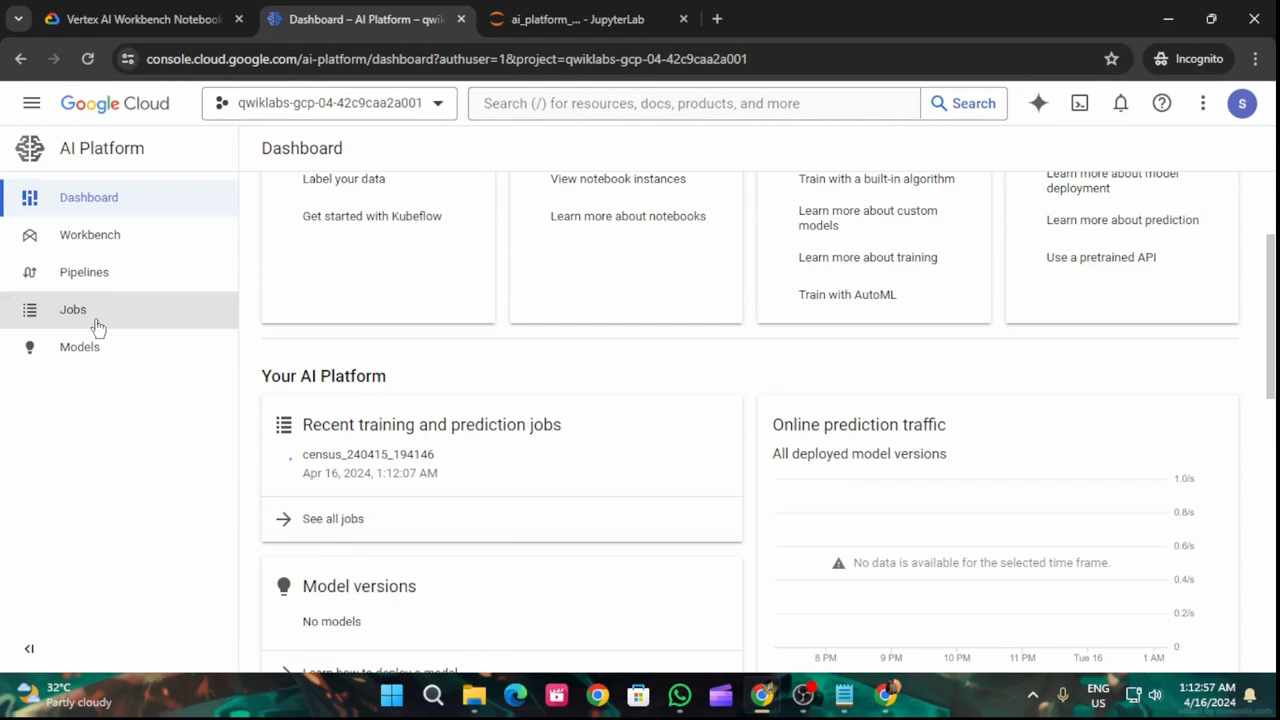 Vertex AI Workbench Notebook
Dashboard – AI Platform – qwik
ai_platform_... - JupyterLab
console.cloud.google.com/ai-platform/dashboard?authuser=1&project=qwiklabs-gcp-04-42c9caa2a001
Incognito
Google Cloud
qwiklabs-gcp-04-42c9caa2a001
Search (/) for resources, docs, products, and more
Search
S
AI Platform
Dashboard
Dashboard
Workbench
Pipelines
Jobs
Models
Label your data
Get started with Kubeflow
View notebook instances
Learn more about notebooks
Train with a built-in algorithm
Learn more about custom
models
Learn more about training
Train with AutoML
Learn more about model
deployment
Learn more about prediction
Use a pretrained API
Your AI Platform
Recent training and prediction jobs
census_240415_194146
Apr 16, 2024, 1:12:07 AM
See all jobs
Model versions
No models
Learn how to deploy a model
Online prediction traffic
All deployed model versions
1.0/s
0.8/s
0.6/s
No data is available for the selected time frame.
0.4/s
0.2/s
0
8 PM
9 PM
10 PM
11 PM
Tue 16
1 AM
32°C
Partly cloudy
ENG
US
1:12:57 AM
4/16/2024